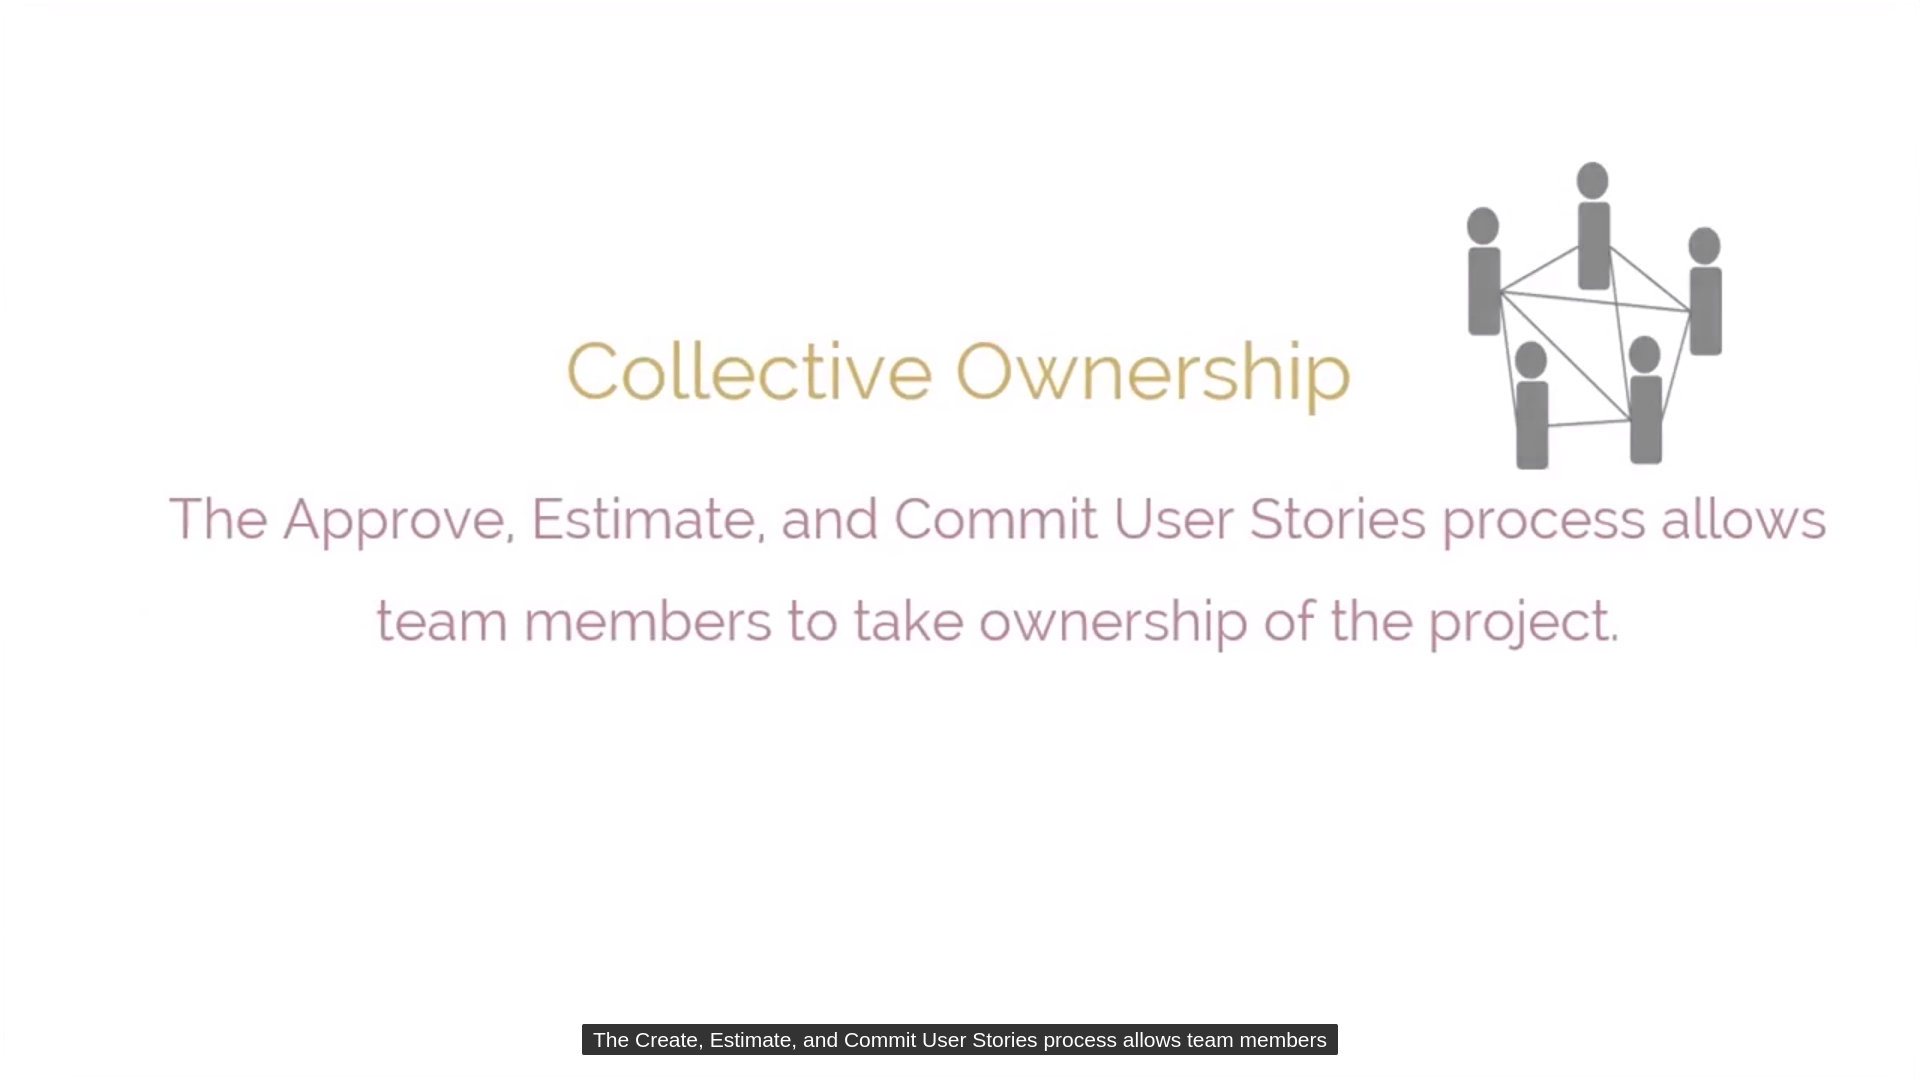 Collective Ownership
The Approve, Estimate, and Commit User Stories process allows
team members to take ownership of the project.
The Create, Estimate, and Commit User Stories process allows team members